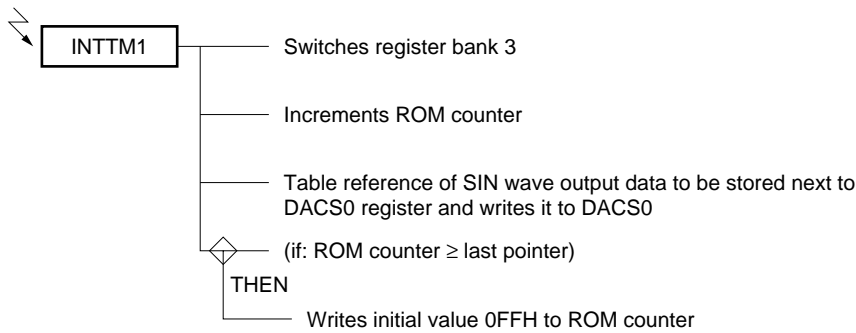 INTTM1
Switches register bank 3
Increments ROM counter
Table reference of SIN wave output data to be stored next to
DACS0 register and writes it to DACS0
(if: ROM counter ≥ last pointer)
THEN
Writes initial value 0FFH to ROM counter